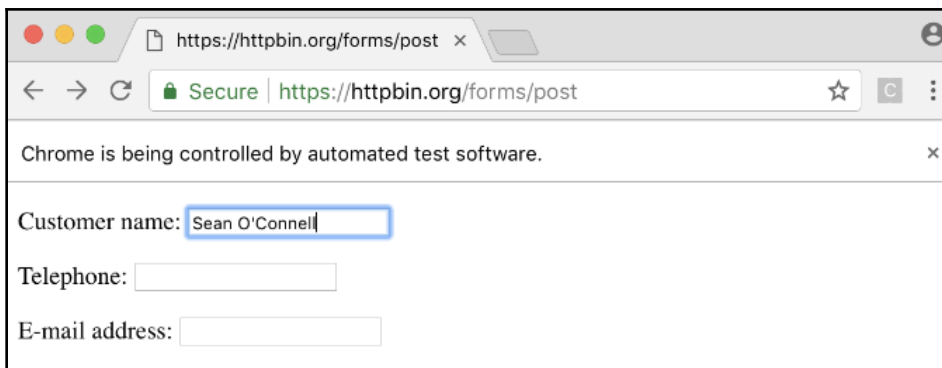 https://httpbin.org/forms/post ×
Secure | https://httpbin.org/forms/post C
Chrome is being controlled by automated test software. ×
Customer name: Sean O'Connell
Telephone:
E-mail address: